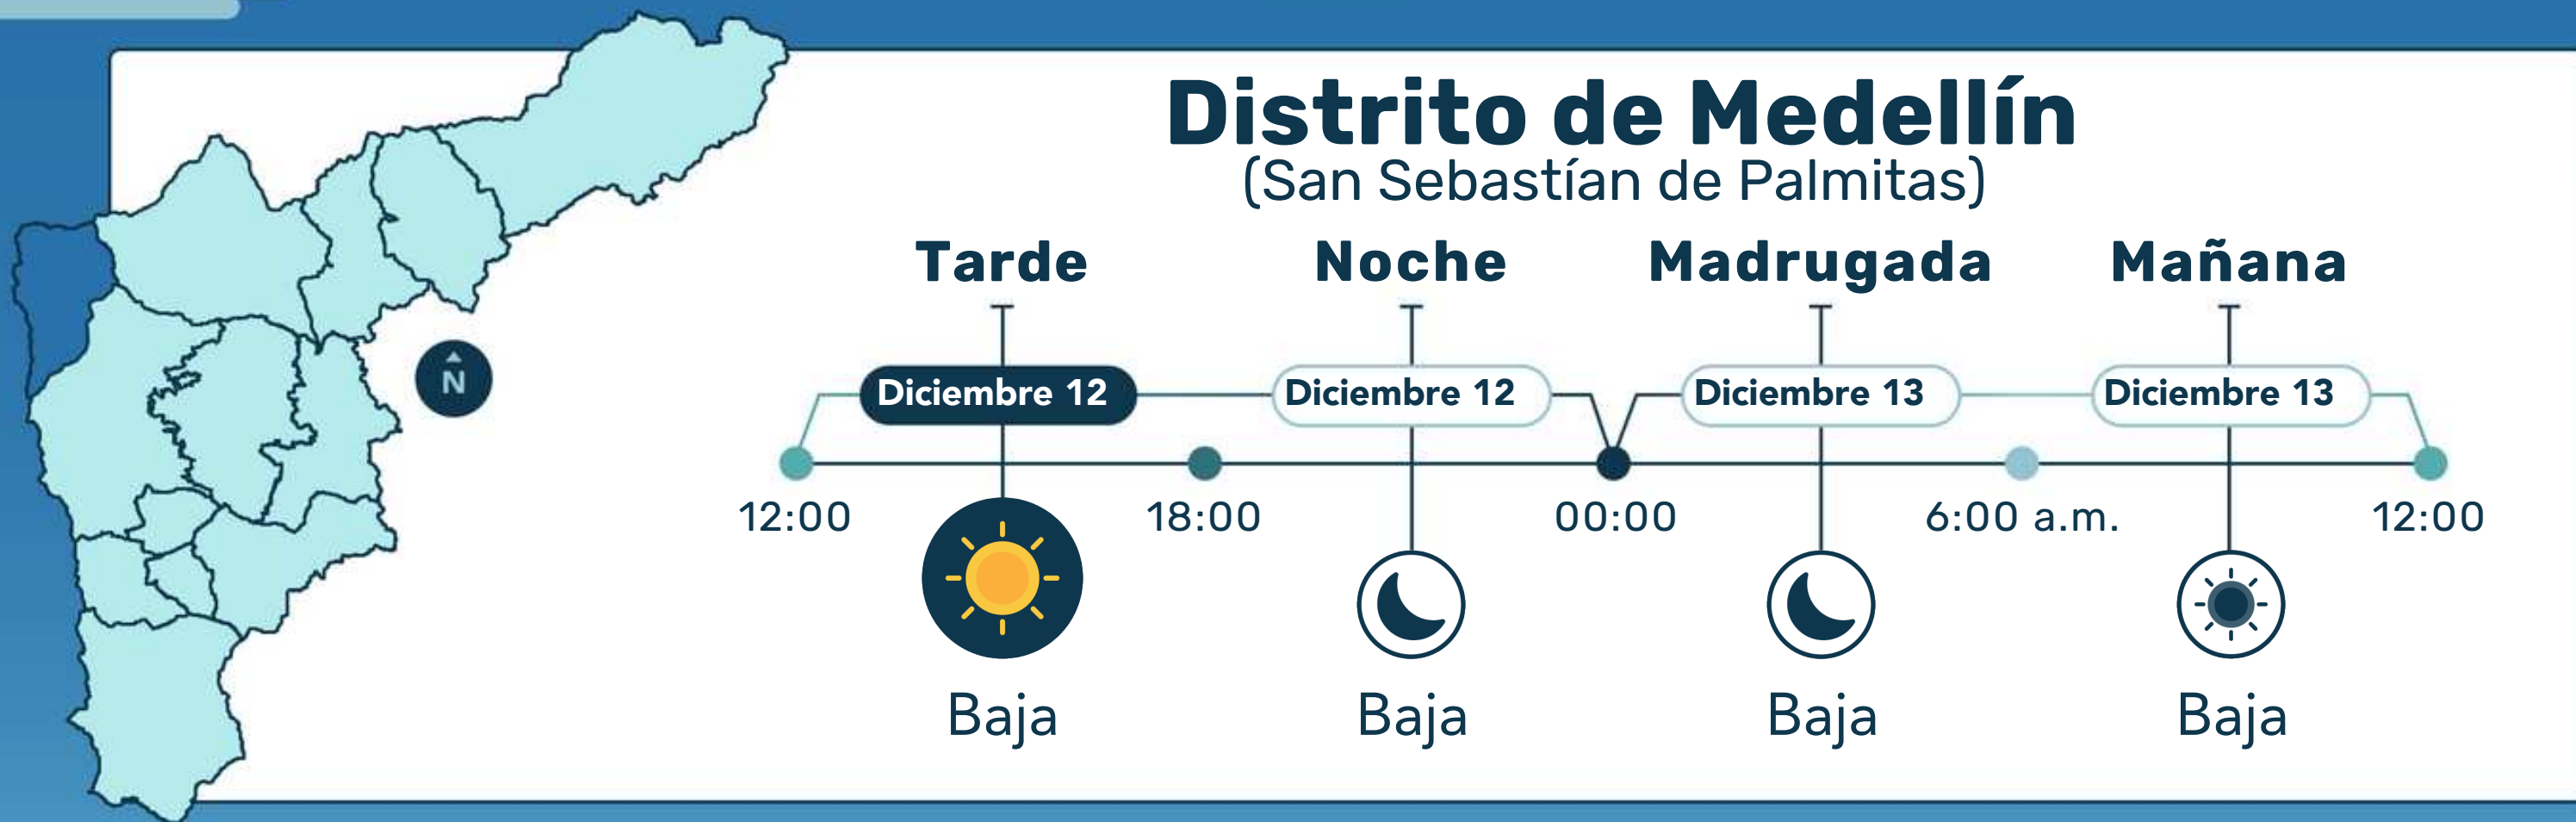 Distrito de Medellín
(San Sebastían de Palmitas)
Tarde Noche Madrugada Mañana
Diciembre 12 Diciembre 12 Diciembre 13 Diciembre 13
N
12:00 18:00 00:00 6:00 a.m. 12:00
Baja Baja Baja Baja